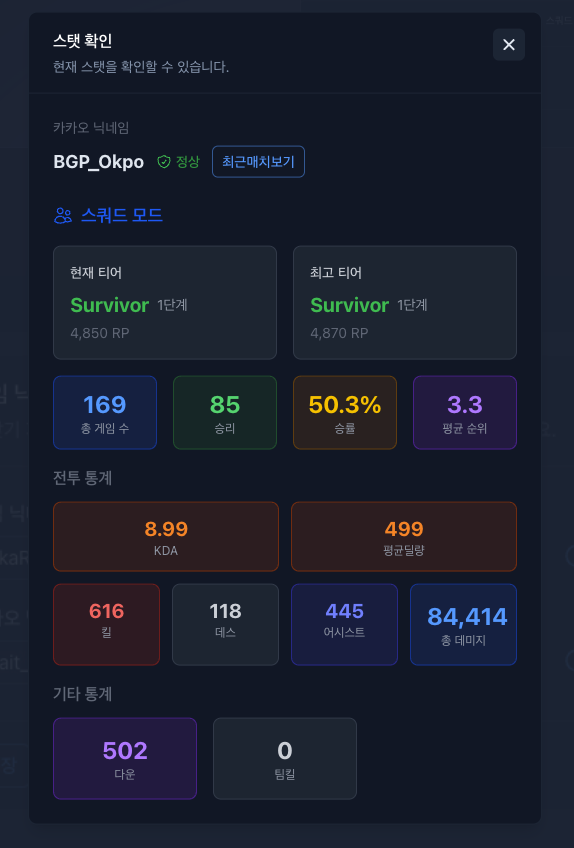 스탯 확인
현재 스탯을 확인할 수 있습니다.
카카오 닉네임
BGP_Okpo 정상 최근매치보기
스쿼드 모드
현재 티어
Survivor 1단계
4,850 RP
최고 티어
Survivor 1단계
4,870 RP
169
총 게임 수
85
승리
50.3%
승률
3.3
평균 순위
전투 통계
8.99
KDA
499
평균딜량
616
킬
118
데스
445
어시스트
84,414
총 데미지
기타 통계
502
다운
0
팀킬